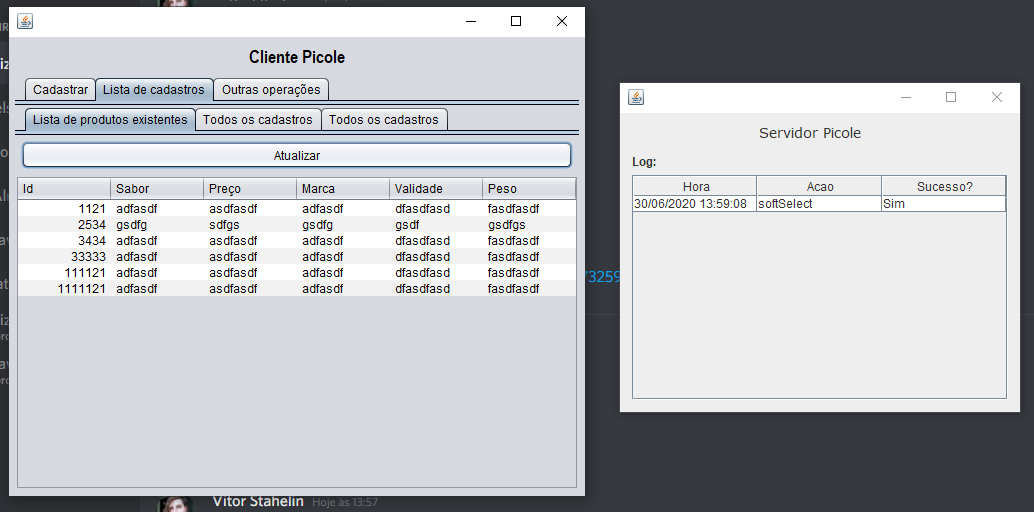 Cliente Picole
Cadastrar Lista de cadastros Outras operações
Lista de produtos existentes Todos os cadastros Todos os cadastros
Atualizar
Id Sabor Preço Marca Validade Peso
1121 adfasdf asdfasdf adfasdf dfasdfasd fasdfasdf
2534 gsdfg sdfgs gsdfg gsdf gsdfgs
3434 adfasdf asdfasdf adfasdf dfasdfasd fasdfasdf
33333 adfasdf asdfasdf adfasdf dfasdfasd fasdfasdf
111121 adfasdf asdfasdf adfasdf dfasdfasd fasdfasdf
1111121 adfasdf asdfasdf adfasdf dfasdfasd fasdfasdf
Servidor Picole
Log:
Hora Acao Sucesso?
30/06/2020 13:59:08 softSelect Sim
73259
Vitor Stahelin Hoje às 13:57